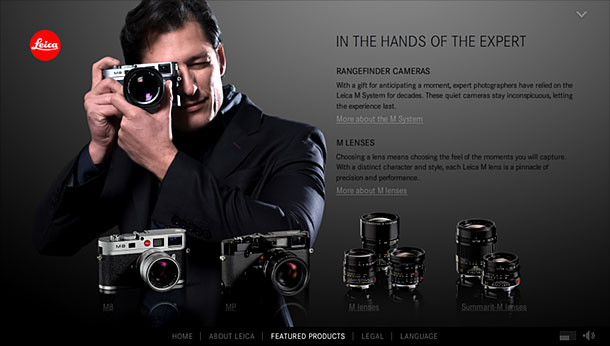 Leica
IN THE HANDS OF THE EXPERT
RANGEFINDER CAMERAS
With a gift for anticipating a moment, expert photographers have relied on the
Leica M System for decades. These quiet cameras stay inconspicuous, letting
the experience last.
More about the M System
M LENSES
Choosing a lens means choosing the feel of the moments you will capture.
With a distinct character and style, each Leica M lens is a pinnacle of
precision and performance.
More about M lenses
M8
M8
M8
MP
M lenses
Summarit-M lenses
HOME | ABOUT LEICA | FEATURED PRODUCTS | LEGAL | LANGUAGE